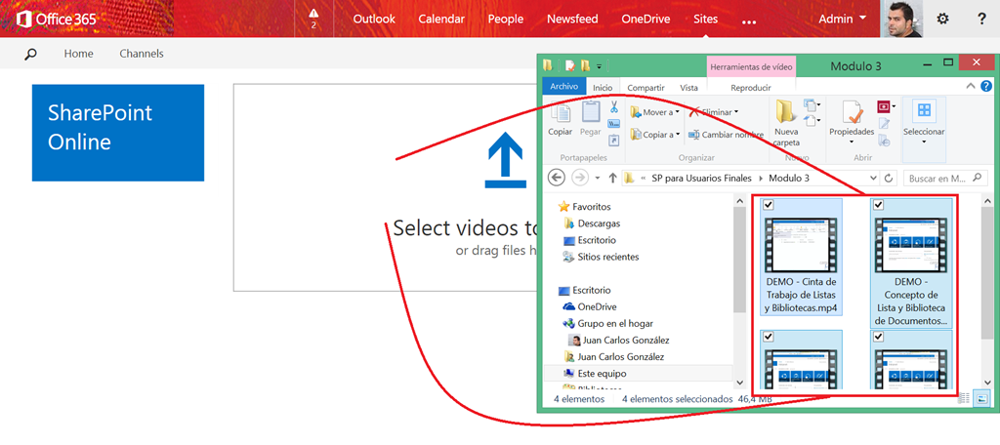 Office 365
2
Outlook
Calendar
People
Newsfeed
OneDrive
Sites
...
Admin
?
Home
Channels
SharePoint
Online
Select videos to
or drag files h
Herramientas de vídeo
Modulo 3
Archivo
Inicio
Compartir
Vista
Reproducir
Copiar
Pegar
Mover a
Copiar a
Eliminar
Cambiar nombre
Nueva
carpeta
Propiedades
Seleccionar
Portapapeles
Organizar
Nuevo
Abrir
« SP para Usuarios Finales
Modulo 3
Buscar en M...
Favoritos
Descargas
Escritorio
Sitios recientes
Escritorio
OneDrive
Grupo en el hogar
Juan Carlos González
Juan Carlos González
Este equipo
DEMO - Cinta de
Trabajo de Listas
y Bibliotecas.mp4
DEMO -
Concepto de
Lista y Biblioteca
de Documentos...
4 elementos
4 elementos seleccionados 46,4 MB